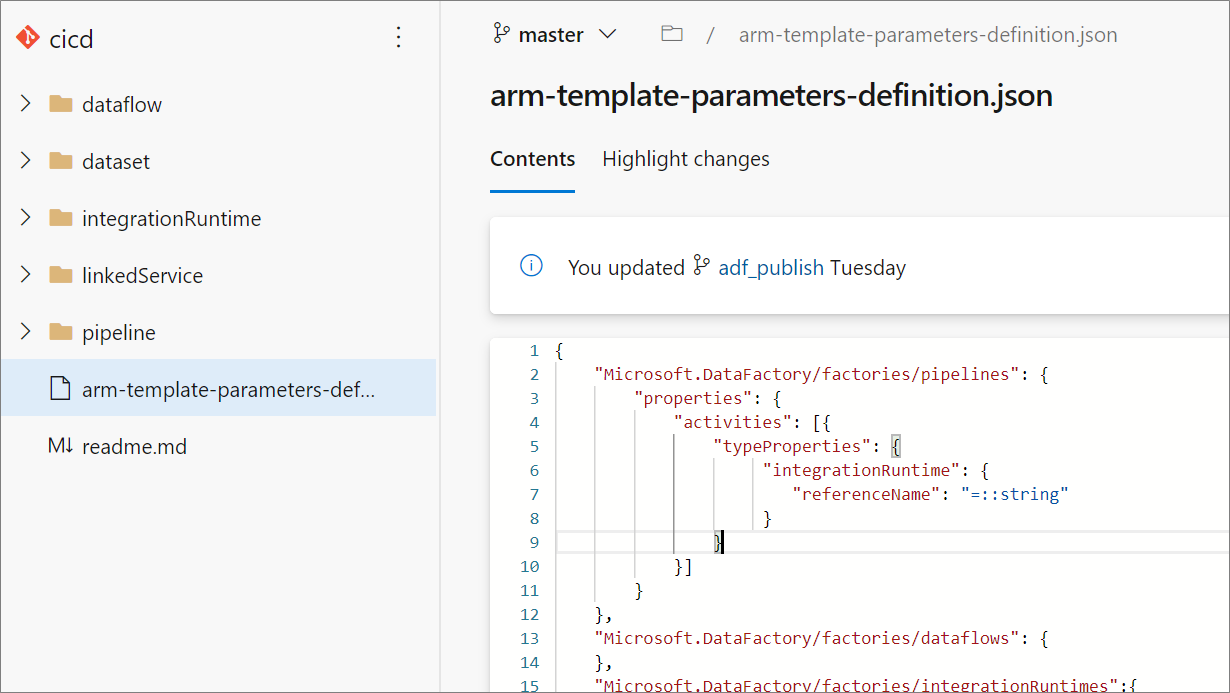 cicd
dataflow
dataset
integrationRuntime
linkedService
pipeline
arm-template-parameters-def...
M↓ readme.md
master / arm-template-parameters-definition.json
arm-template-parameters-definition.json
Contents Highlight changes
You updated adf_publish Tuesday
1 {
2 "Microsoft.DataFactory/factories/pipelines": {
3 "properties": {
4 "activities": [{
5 "typeProperties": {
6 "integrationRuntime": {
7 "referenceName": "=::string"
8 }
9 }
10 }]
11 }
12 },
13 "Microsoft.DataFactory/factories/dataflows": {
14 },
15 "Microsoft.DataFactory/factories/integrationRuntimes":{